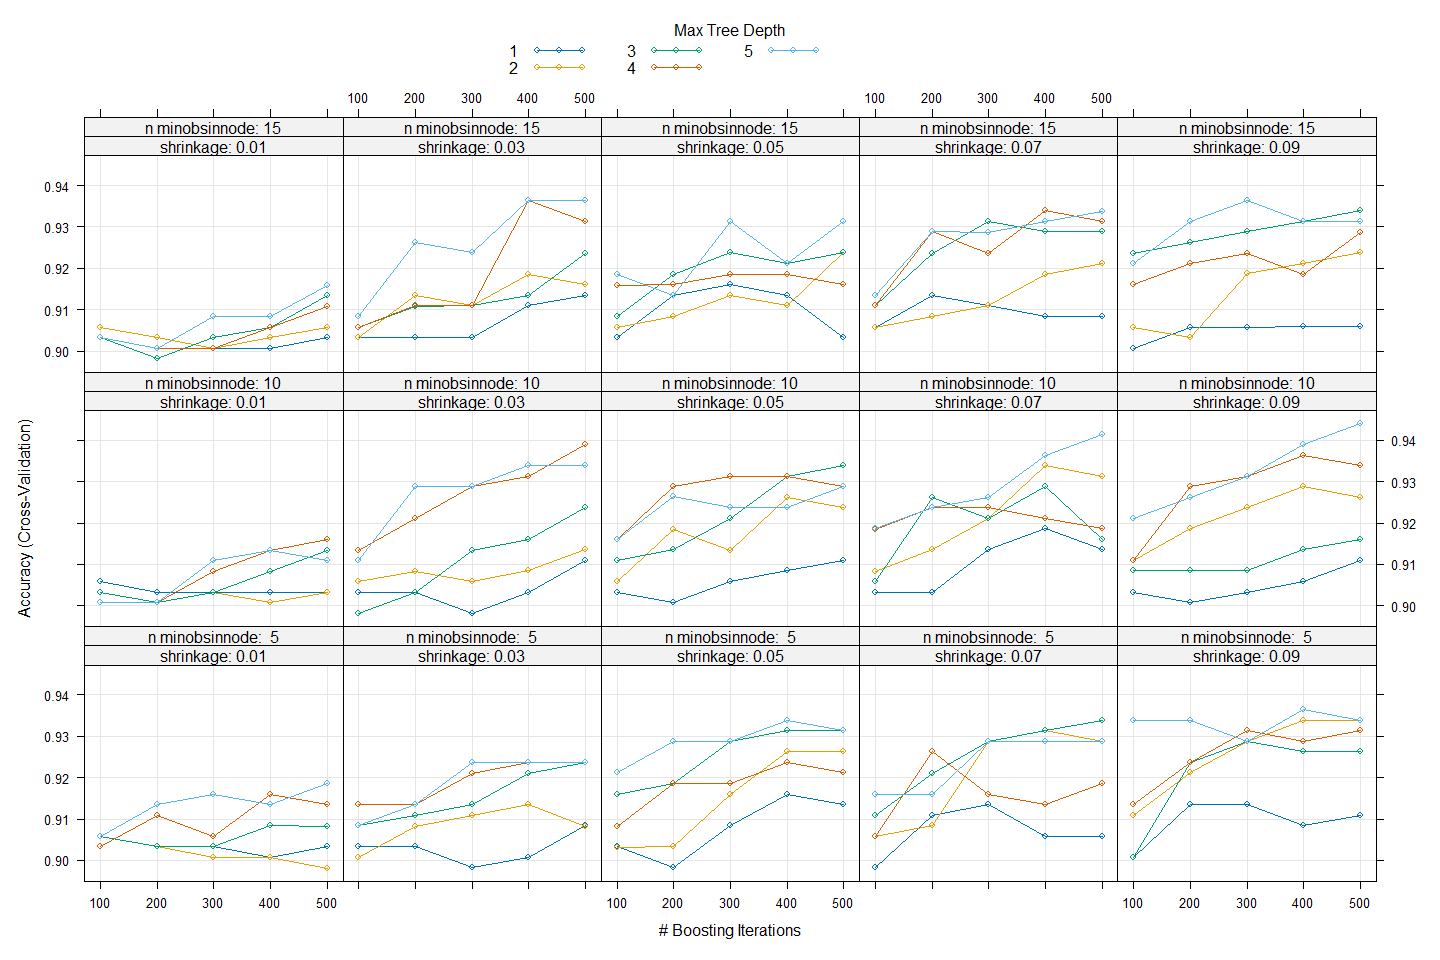 Max Tree Depth
1 3 5
2 4
100 200 300 400 500 100 200 300 400 500
n minobsinnode: 15 n minobsinnode: 15 n minobsinnode: 15 n minobsinnode: 15 n minobsinnode: 15
shrinkage: 0.01 shrinkage: 0.03 shrinkage: 0.05 shrinkage: 0.07 shrinkage: 0.09
0.94
0.93
0.92
0.91
0.90
n minobsinnode: 10 n minobsinnode: 10 n minobsinnode: 10 n minobsinnode: 10 n minobsinnode: 10
shrinkage: 0.01 shrinkage: 0.03 shrinkage: 0.05 shrinkage: 0.07 shrinkage: 0.09
0.94
0.93
0.92
0.91
0.90
Accuracy (Cross-Validation)
n minobsinnode: 5 n minobsinnode: 5 n minobsinnode: 5 n minobsinnode: 5 n minobsinnode: 5
shrinkage: 0.01 shrinkage: 0.03 shrinkage: 0.05 shrinkage: 0.07 shrinkage: 0.09
0.94
0.93
0.92
0.91
0.90
100 200 300 400 500 100 200 300 400 500 100 200 300 400 500
# Boosting Iterations